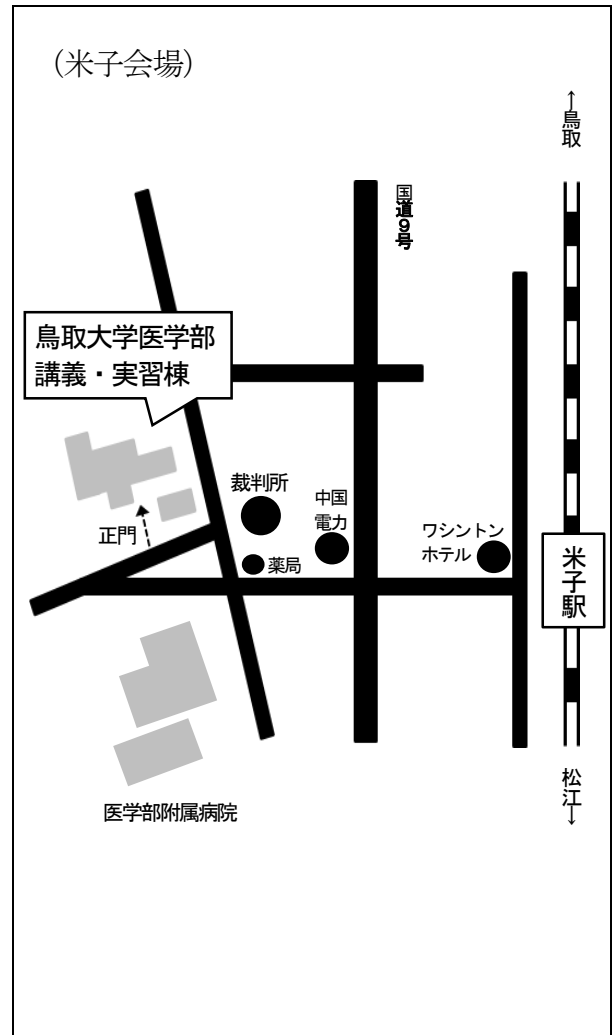 （米子会場）
↑鳥取
国道9号
鳥取大学医学部
講義・実習棟
裁判所
中国
電力
ワシントン
ホテル
正門
薬局
米子駅
松江↓
医学部附属病院